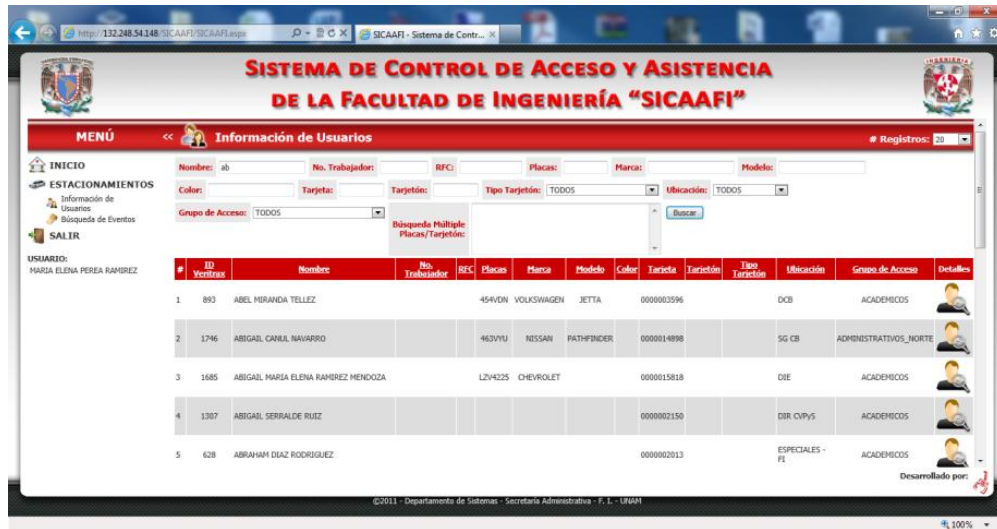 http://132.248.54.148/SICAAFI/SICAAFI.aspx
SICAAFI - Sistema de Contr...
SISTEMA DE CONTROL DE ACCESO Y ASISTENCIA
DE LA FACULTAD DE INGENIERÍA “SICAAFI”
MENÚ
<< Información de Usuarios
# Registros: 20
INICIO
ESTACIONAMIENTOS
Información de
Usuarios
Búsqueda de Eventos
SALIR
USUARIO:
MARIA ELENA PEREA RAMIREZ
Nombre: ab No. Trabajador: RFC: Placas: Marca: Modelo:
Color: Tarjeta: Tarjetón: Tipo Tarjetón: TODOS Ubicación: TODOS
Grupo de Acceso: TODOS Búsqueda Múltiple Placas/Tarjetón: Buscar
# ID Veritrax Nombre No. Trabajador RFC Placas Marca Modelo Color Tarjeta Tarjetón Tipo Tarjetón Ubicación Grupo de Acceso Detalles
1 893 ABEL MIRANDA TELLEZ 454VDN VOLKSWAGEN JETTA 0000003596 DCB ACADEMICOS
2 1746 ABIGAIL CANUL NAVARRO 463VYU NISSAN PATHFINDER 0000014898 SG CB ADMINISTRATIVOS_NORTE
3 1685 ABIGAIL MARIA ELENA RAMIREZ MENDOZA LZV4225 CHEVROLET 0000015818 DIE ACADEMICOS
4 1307 ABIGAIL SERRALDE RUIZ 0000002150 DIR CVPyS ACADEMICOS
5 628 ABRAHAM DIAZ RODRIGUEZ 0000002013 ESPECIALES - FI ACADEMICOS
Desarrollado por:
©2011 - Departamento de Sistemas - Secretaría Administrativa - F. I. - UNAM
100%